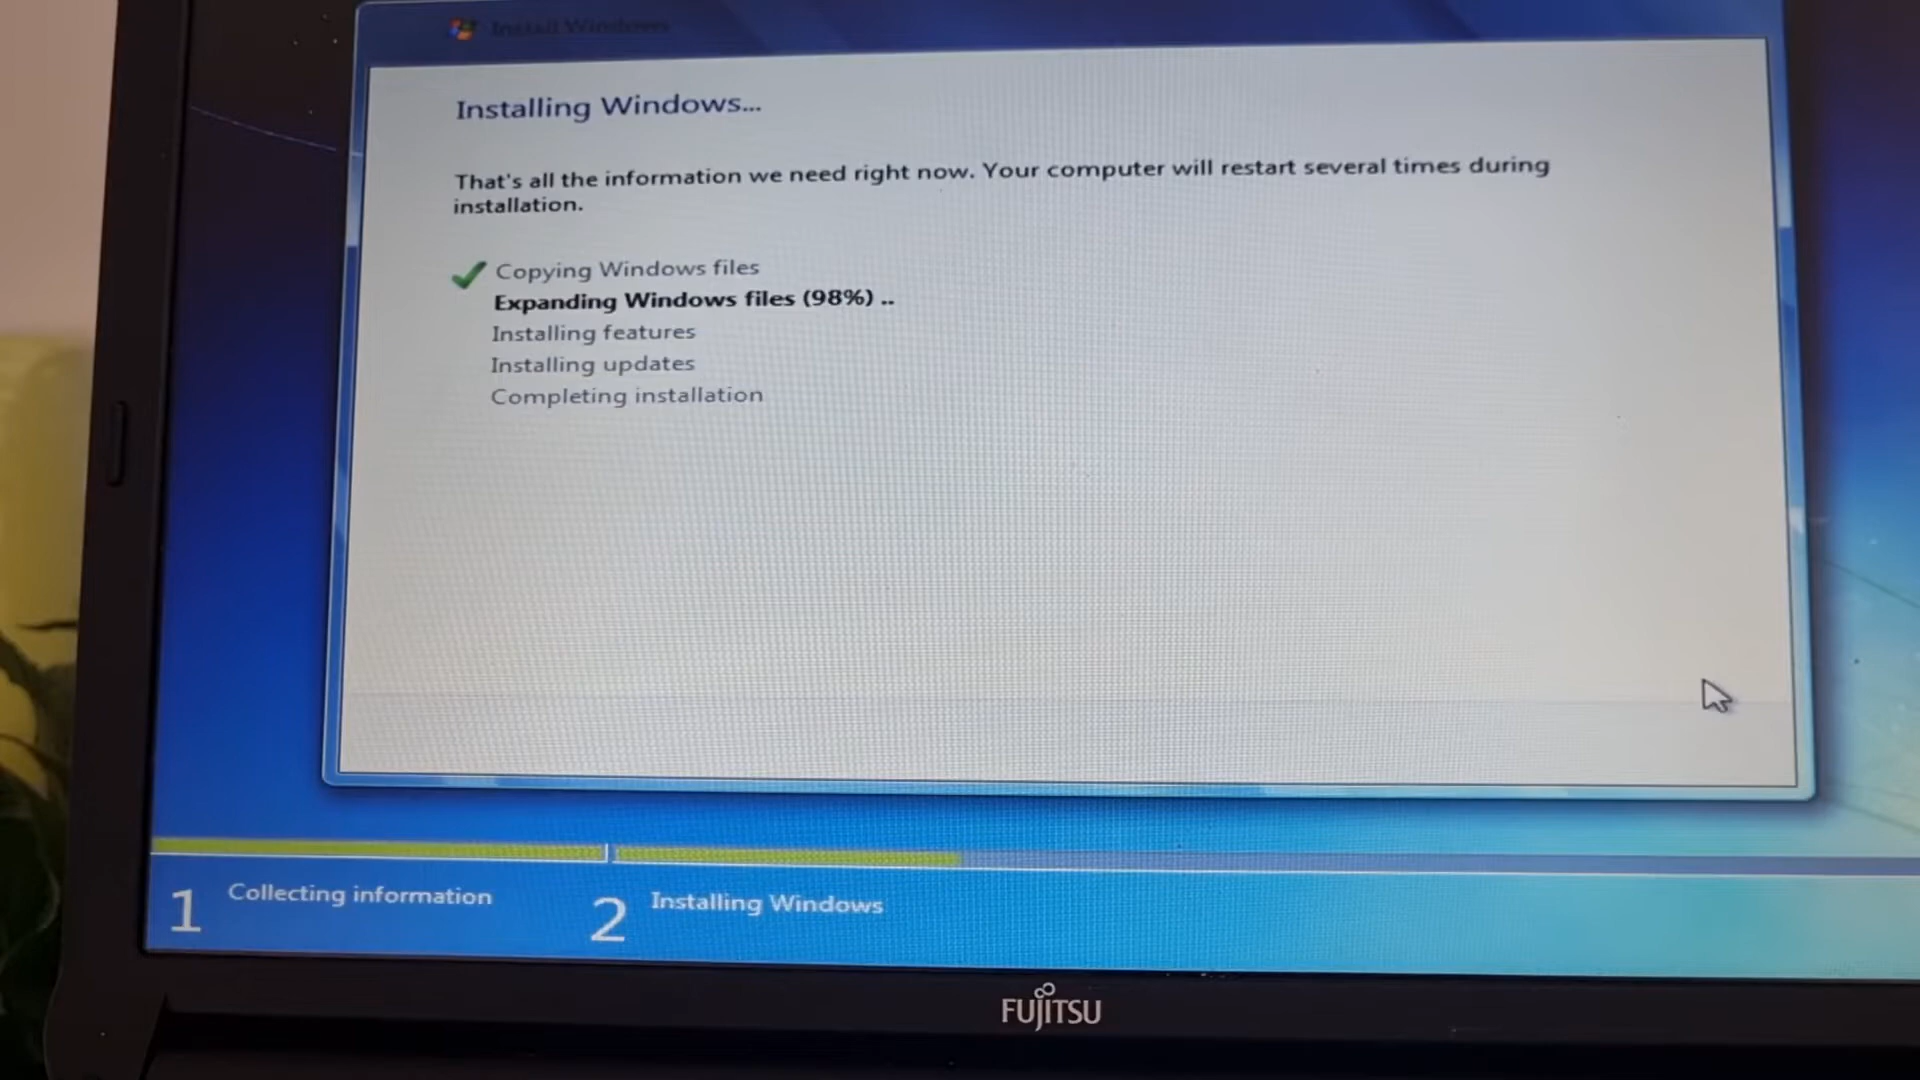 Install Windows
Installing Windows...
That's all the information we need right now. Your computer will restart several times during
installation.
Copying Windows files
Expanding Windows files (98%) ..
Installing features
Installing updates
Completing installation
1 Collecting information
2 Installing Windows
FUJITSU